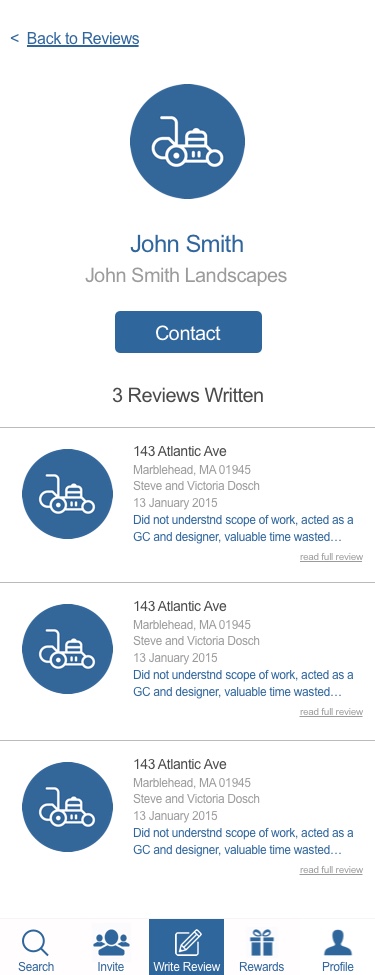 < Back to Reviews
John Smith
John Smith Landscapes
Contact
3 Reviews Written
143 Atlantic Ave
Marblehead, MA 01945
Steve and Victoria Dosch
13 January 2015
Did not understnd scope of work, acted as a
GC and designer, valuable time wasted…
read full review
143 Atlantic Ave
Marblehead, MA 01945
Steve and Victoria Dosch
13 January 2015
Did not understnd scope of work, acted as a
GC and designer, valuable time wasted…
read full review
143 Atlantic Ave
Marblehead, MA 01945
Steve and Victoria Dosch
13 January 2015
Did not understnd scope of work, acted as a
GC and designer, valuable time wasted…
read full review
Search Invite Write Review Rewards Profile